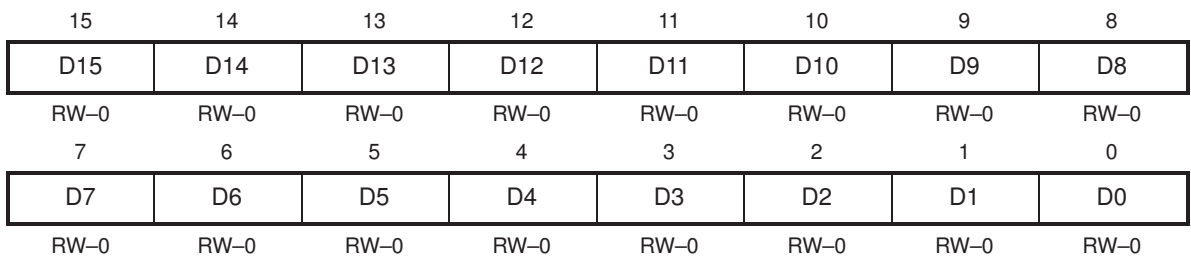 15 14 13 12 11 10 9 8
D15 D14 D13 D12 D11 D10 D9 D8
RW–0 RW–0 RW–0 RW–0 RW–0 RW–0 RW–0 RW–0
7 6 5 4 3 2 1 0
D7 D6 D5 D4 D3 D2 D1 D0
RW–0 RW–0 RW–0 RW–0 RW–0 RW–0 RW–0 RW–0